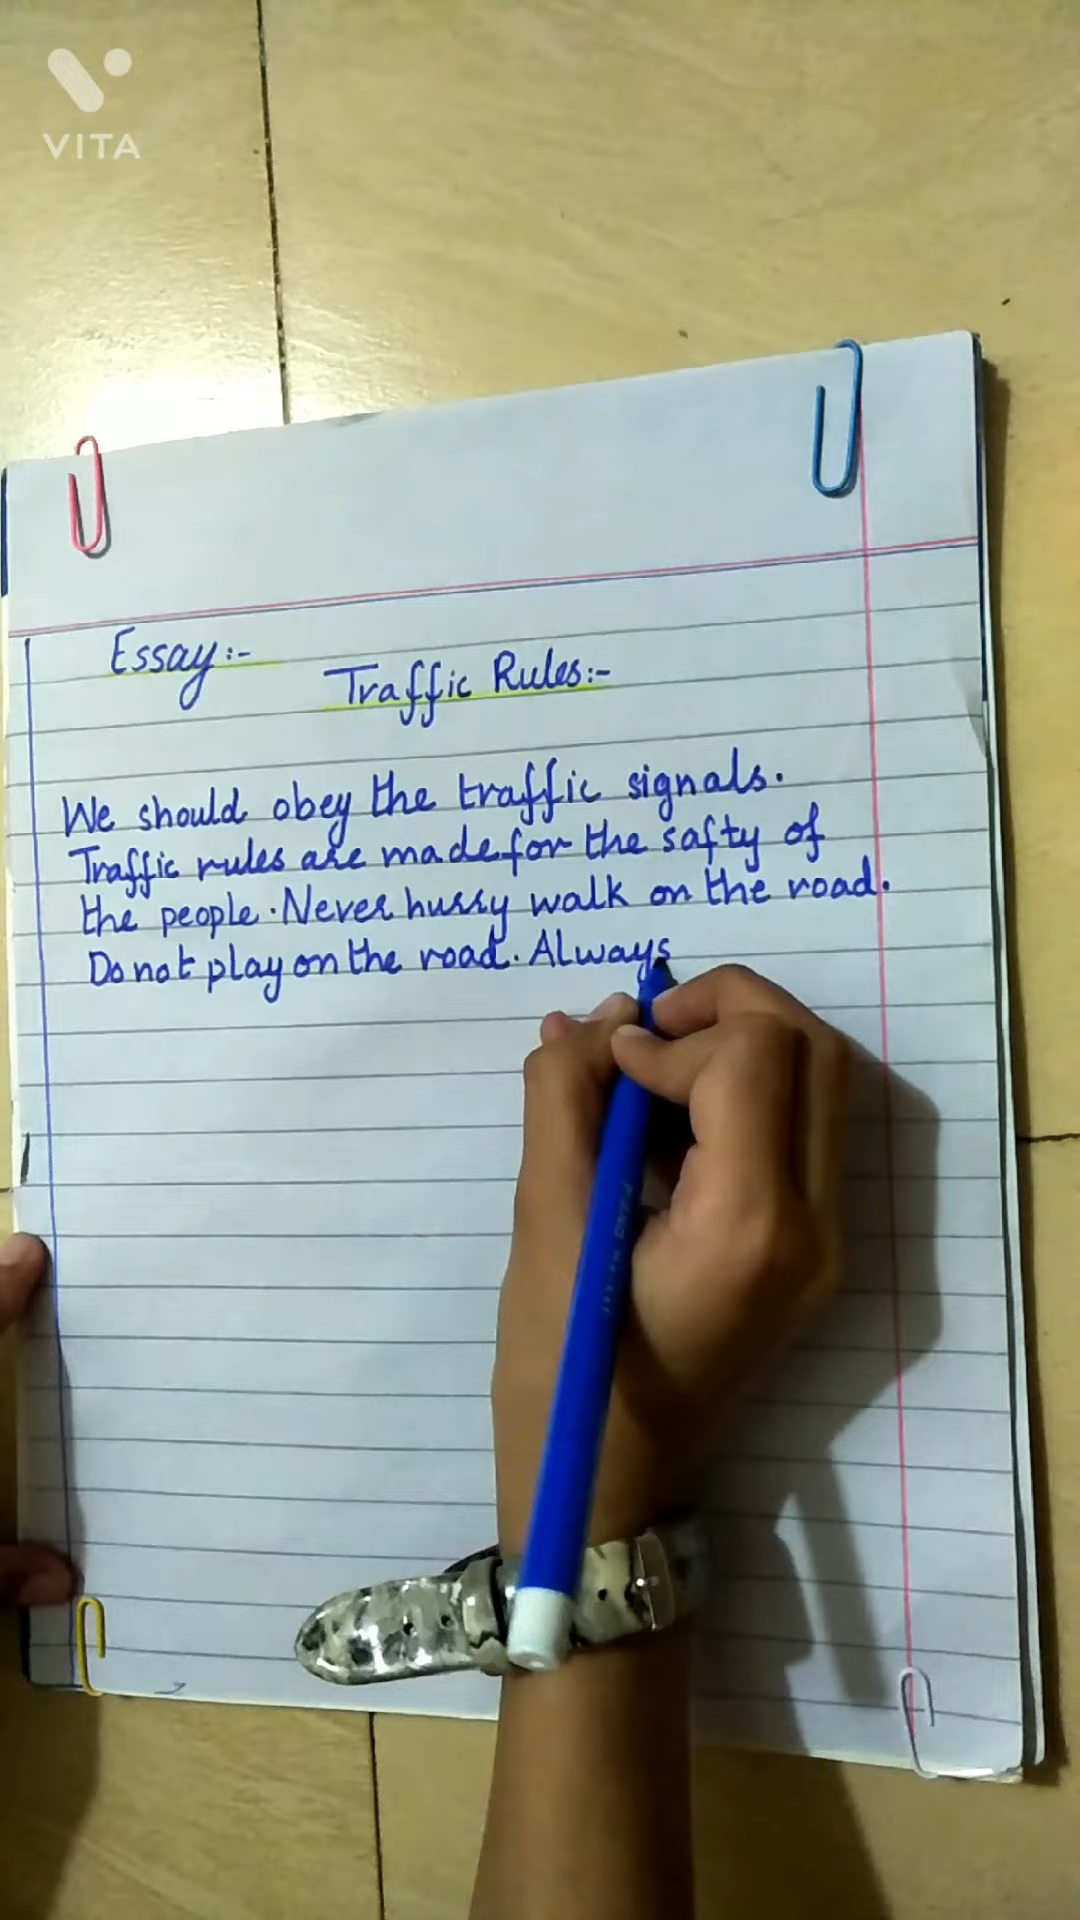 VITA
Essay:-
Traffic Rules:-
We should obey the traffic signals.
Traffic rules are made for the safty of
the people. Never hurry walk on the road.
Do not play on the road. Always